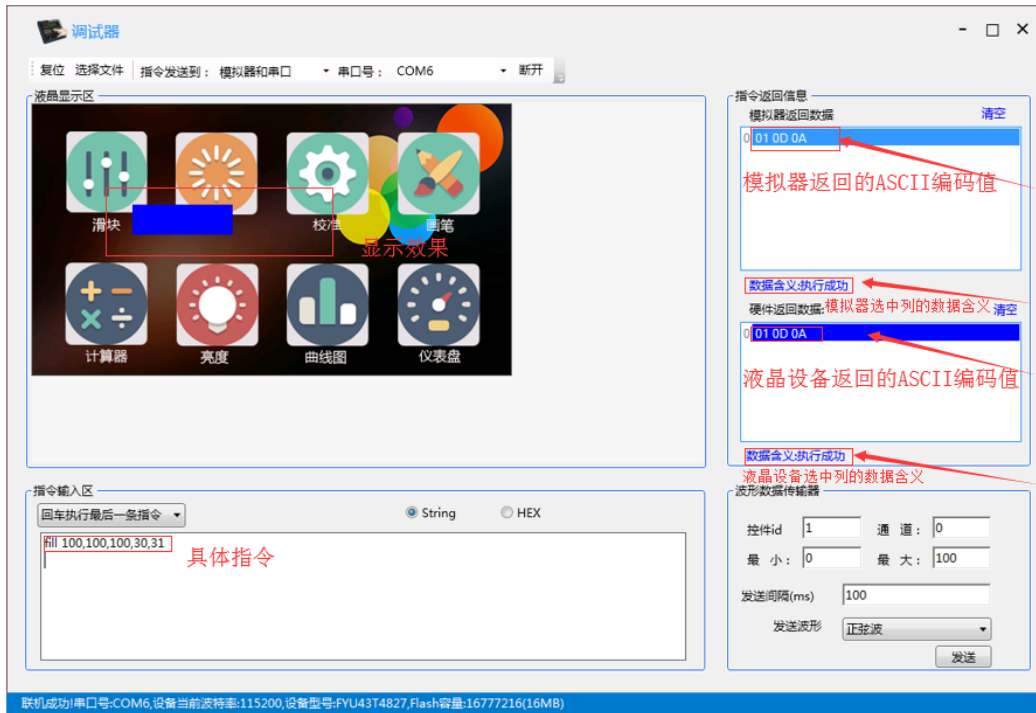 调试器
复位 选择文件 指令发送到： 模拟器和串口 串口号： COM6 断开
液晶显示区
滑块 校准 画笔
显示效果
计算器 亮度 曲线图 仪表盘
指令返回信息
模拟器返回数据 清空
0 01 0D 0A
模拟器返回的ASCII编码值
数据含义:执行成功
硬件返回数据: 模拟器选中列的数据含义 清空
0 01 0D 0A
液晶设备返回的ASCII编码值
数据含义:执行成功
液晶设备选中列的数据含义
指令输入区
回车执行最后一条指令 String HEX
fill 100,100,100,30,31
具体指令
波形数据传输器
控件id 1 通 道： 0
最 小： 0 最 大： 100
发送间隔(ms) 100
发送波形 正弦波
发送
联机成功!串口号:COM6,设备当前波特率:115200,设备型号:FYU43T4827,Flash容量:16777216(16MB)